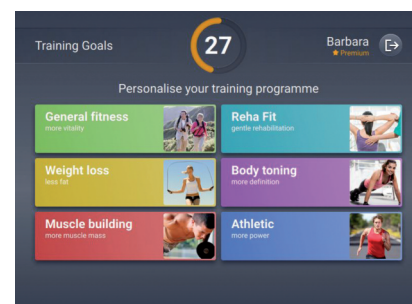 Training Goals
27
Barbara
Premium
Personalise your training programme
General fitness
more vitality
Reha Fit
gentle rehabilitation
Weight loss
less fat
Body toning
more definition
Muscle building
more muscle mass
Athletic
more power